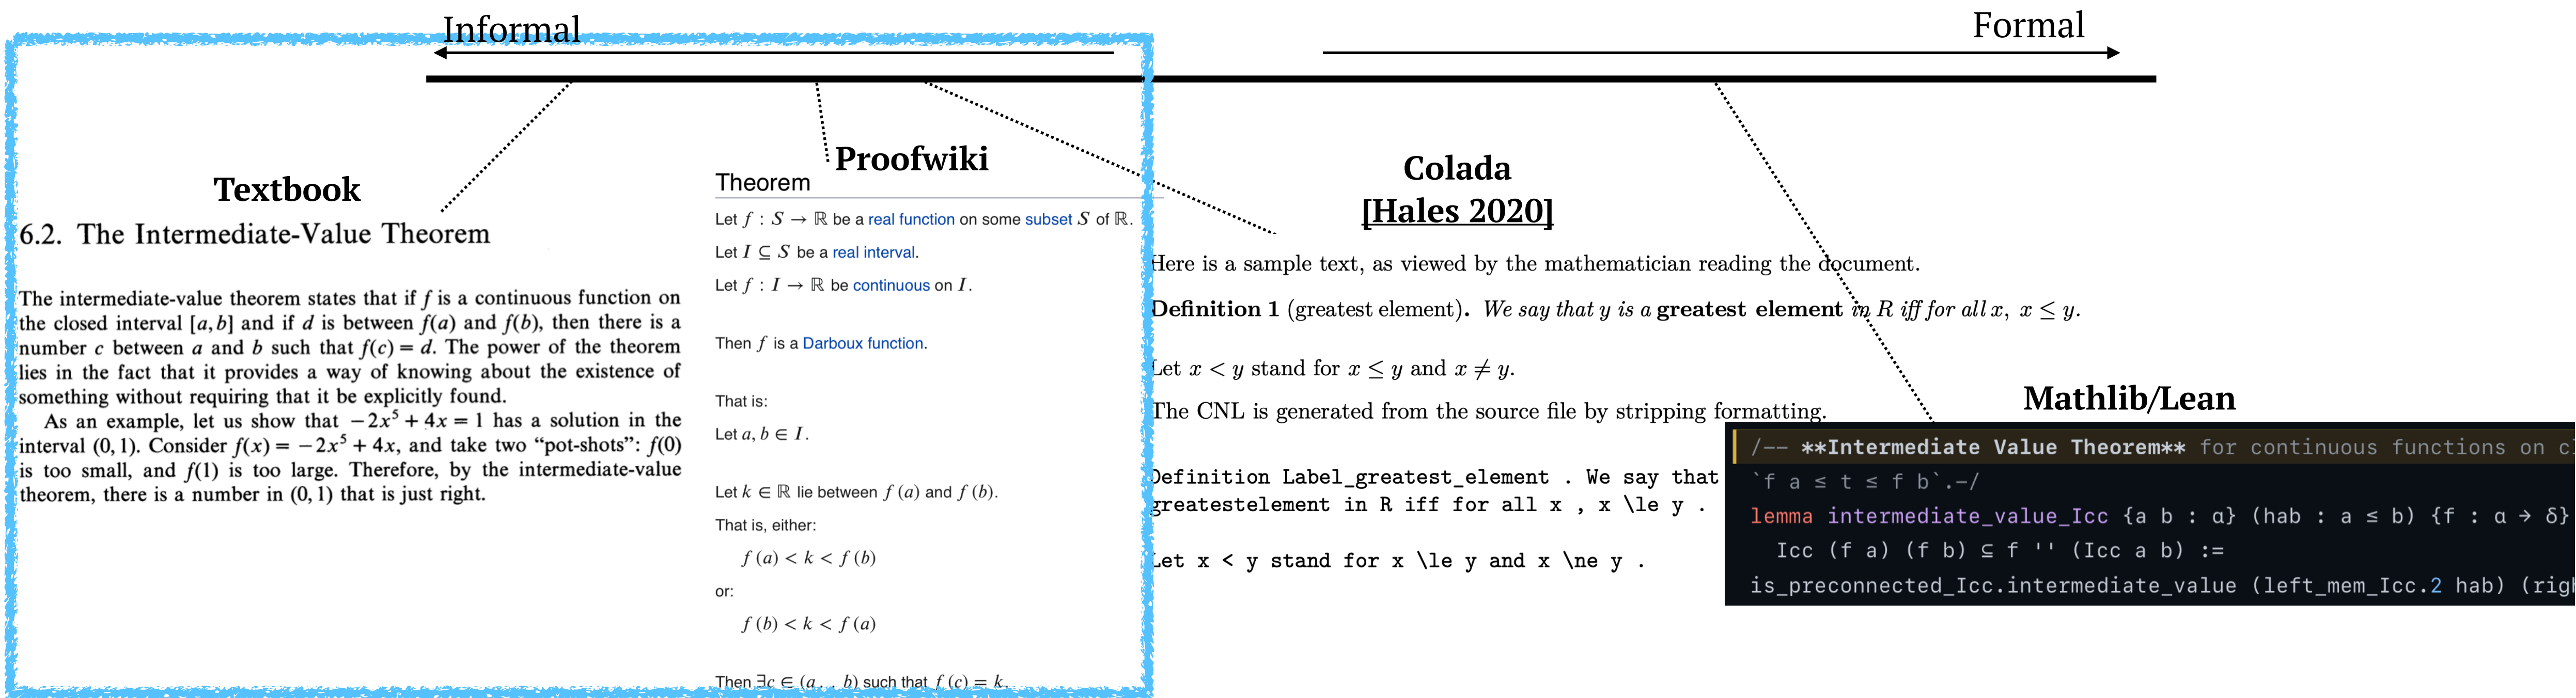 Informal
Formal
Textbook
6.2. The Intermediate-Value Theorem
The intermediate-value theorem states that if f is a continuous function on
the closed interval [a, b] and if d is between f(a) and f(b), then there is a
number c between a and b such that f(c) = d. The power of the theorem
lies in the fact that it provides a way of knowing about the existence of
something without requiring that it be explicitly found.
As an example, let us show that −2x⁵ + 4x = 1 has a solution in the
interval (0, 1). Consider f(x) = −2x⁵ + 4x, and take two “pot-shots”: f(0)
is too small, and f(1) is too large. Therefore, by the intermediate-value
theorem, there is a number in (0, 1) that is just right.
Proofwiki
Theorem
Let f : S → ℝ be a real function on some subset S of ℝ.
Let I ⊆ S be a real interval.
Let f : I → ℝ be continuous on I.
Then f is a Darboux function.
That is:
Let a, b ∈ I.
Let k ∈ ℝ lie between f (a) and f (b).
That is, either:
f (a) < k < f (b)
or:
f (b) < k < f (a)
Then ∃c ∈ (a . . b) such that f (c) = k.
Colada
[Hales 2020]
Here is a sample text, as viewed by the mathematician reading the document.
Definition 1 (greatest element). We say that y is a greatest element in R iff for all x, x ≤ y.
Let x < y stand for x ≤ y and x ≠ y.
The CNL is generated from the source file by stripping formatting.
Definition Label_greatest_element . We say that
greatestelement in R iff for all x , x \le y .
Let x < y stand for x \le y and x \ne y .
Mathlib/Lean
/-- **Intermediate Value Theorem** for continuous functions on
`f a ≤ t ≤ f b`.-/
lemma intermediate_value_Icc {a b : α} (hab : a ≤ b) {f : α → δ}
Icc (f a) (f b) ⊆ f '' (Icc a b) :=
is_preconnected_Icc.intermediate_value (left_mem_Icc.2 hab)